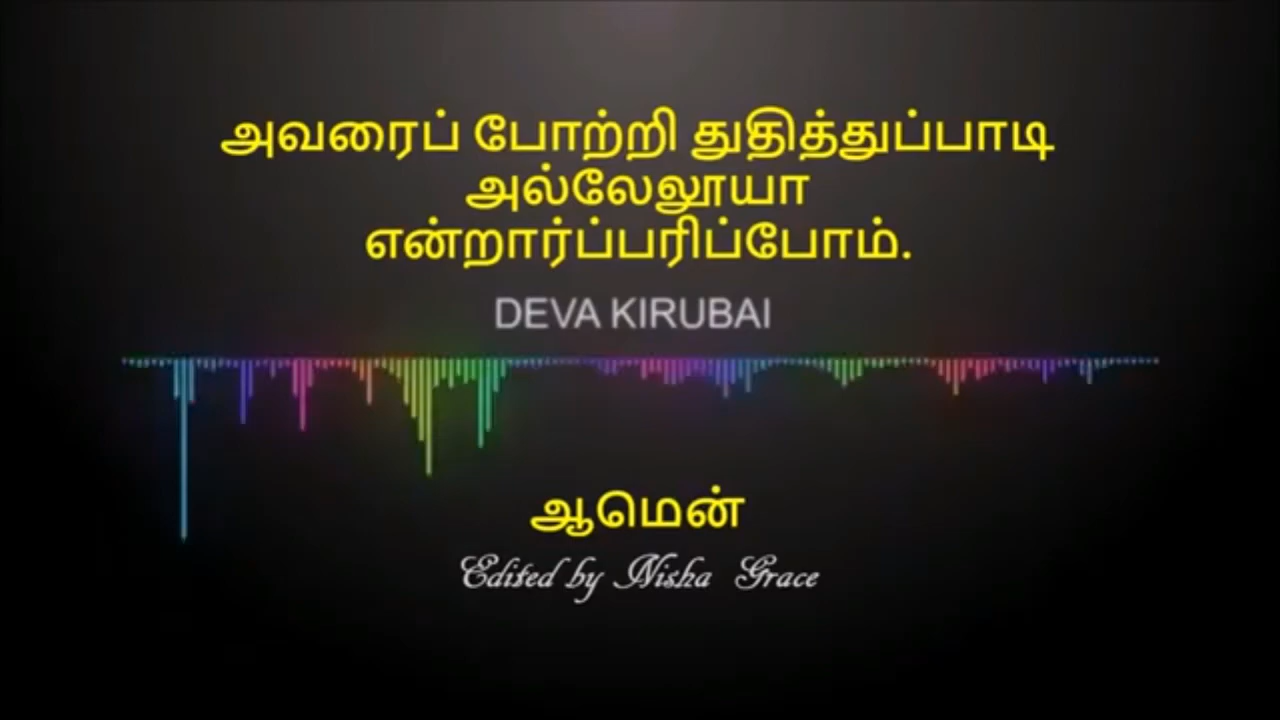 அவரைப் போற்றி துதித்துப்பாடி
அல்லேலூயா
என்றார்ப்பரிப்போம்.
DEVA KIRUBAI
ஆமென்
Edited by Nisha Grace